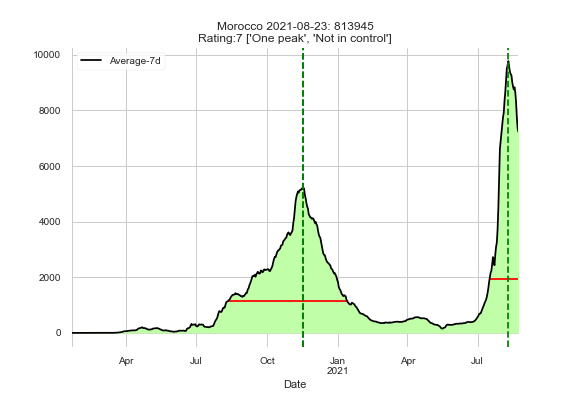 Morocco 2021-08-23: 813945
Rating:7 ['One peak', 'Not in control']
10000
Average-7d
8000
6000
4000
2000
0
Apr Jul Oct Jan Apr Jul
2021
Date